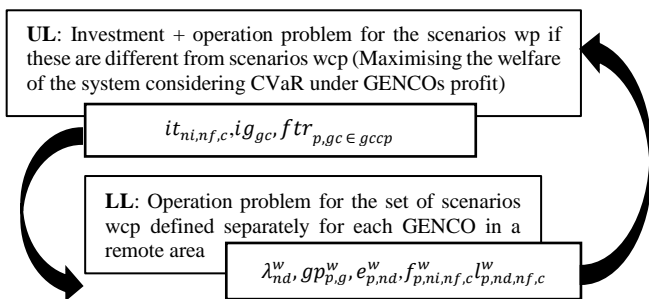 UL: Investment + operation problem for the scenarios wp if
these are different from scenarios wcp (Maximising the welfare
of the system considering CVaR under GENCOs profit)
it_{ni,nf,c},ig_{gc},ftr_{p,gc ∈ gccp}
LL: Operation problem for the set of scenarios
wcp defined separately for each GENCO in a
remote area
λ^w_{nd},gp^w_{p,g},e^w_{p,nd},f^w_{p,ni,nf,c}l^w_{p,nd,nf,c}